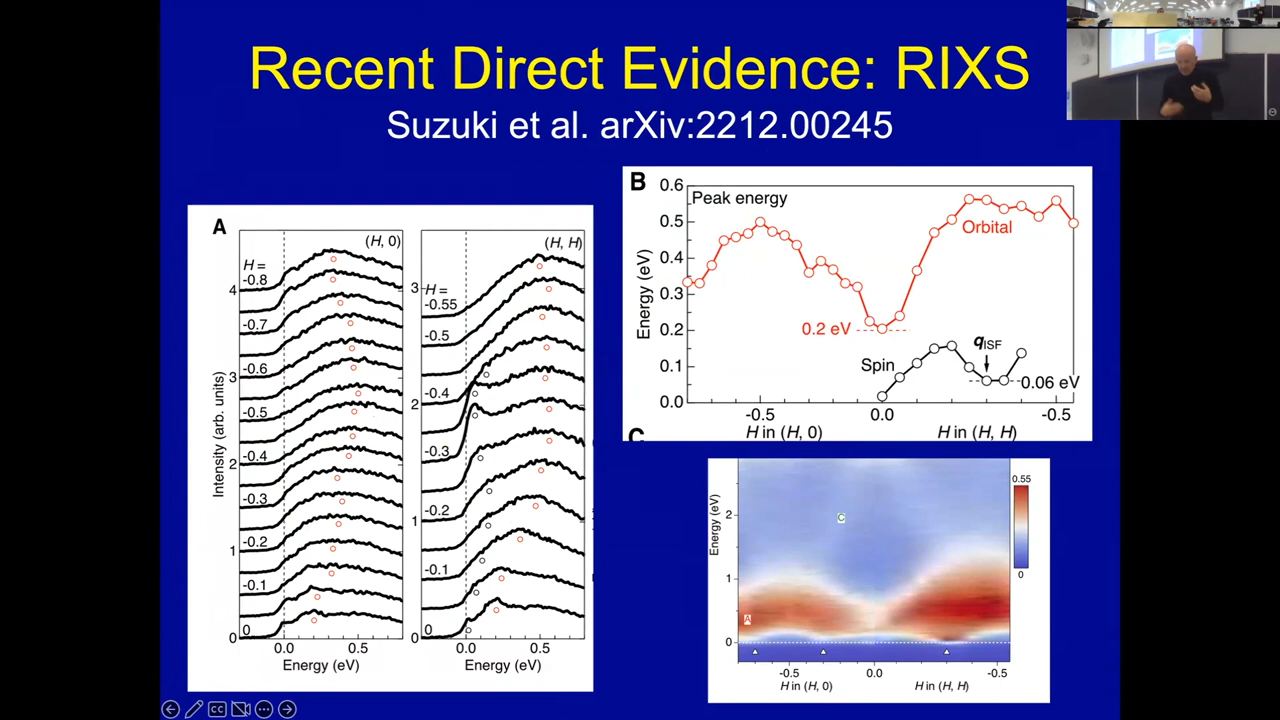 Recent Direct Evidence: RIXS
Suzuki et al. arXiv:2212.00245
A
(H, 0)
H =
-0.8
-0.7
-0.6
-0.5
-0.4
-0.3
-0.2
-0.1
0
4
3
2
1
0
Intensity (arb. units)
0.0
0.5
Energy (eV)
(H, H)
H =
-0.55
-0.5
-0.4
-0.3
-0.2
-0.1
0
3
2
1
0
0.0
0.5
Energy (eV)
B
Peak energy
0.6
0.5
0.4
0.3
0.2
0.1
0.0
Energy (eV)
Orbital
0.2 eV
Spin
qISF
0.06 eV
-0.5
0.0
-0.5
H in (H, 0)
H in (H, H)
C
Energy (eV)
2
1
0
C
A
0.55
0
-0.5
0.0
-0.5
H in (H, 0)
H in (H, H)
CC